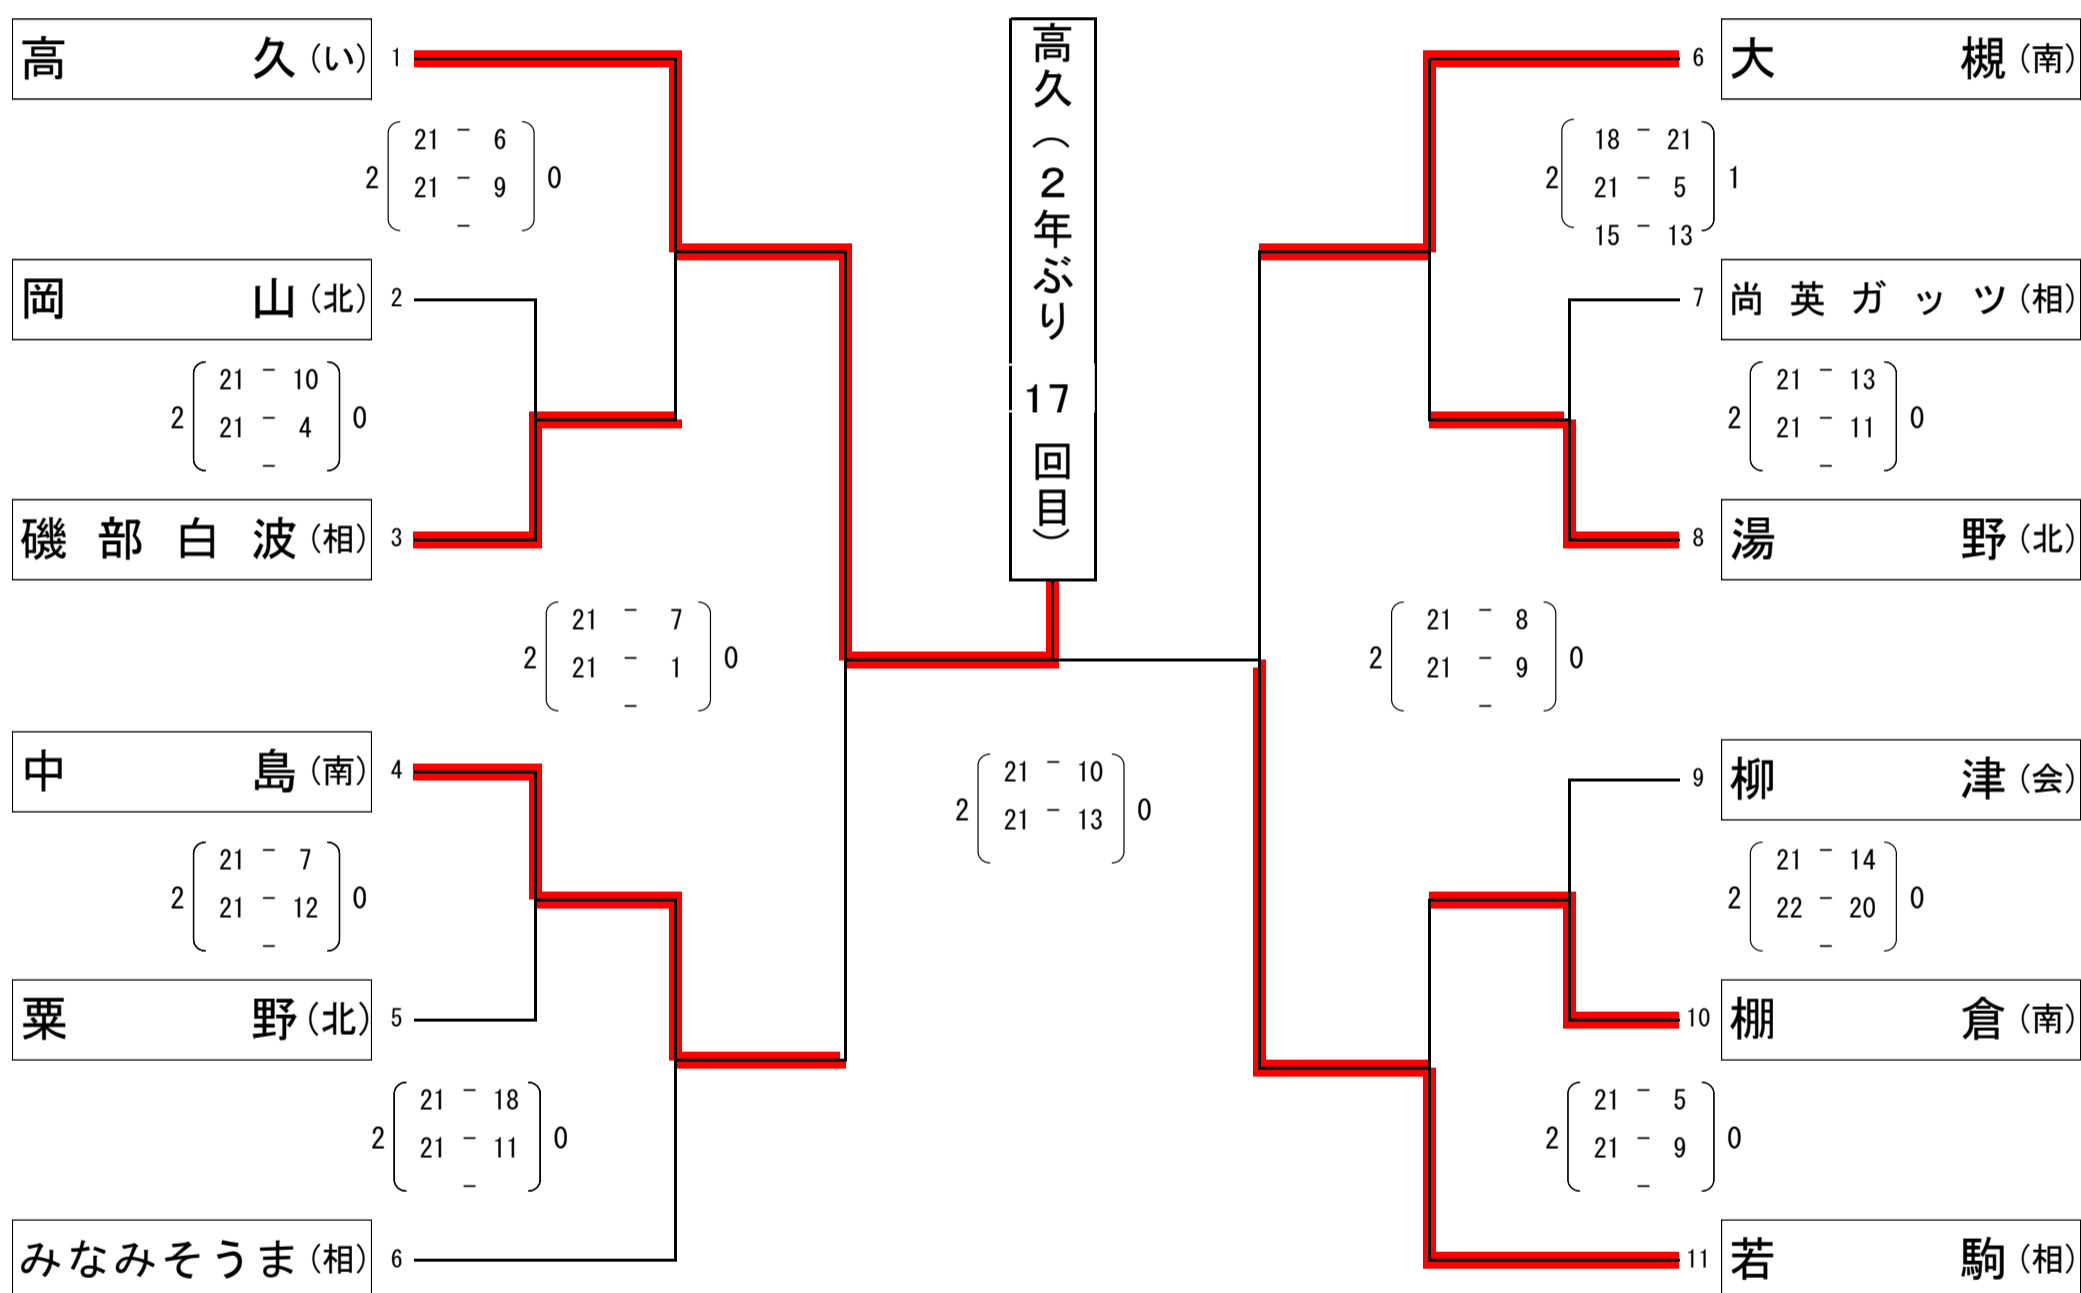 高久(い) 1
2 21 - 6 0
21 - 9
-
岡山(北) 2
2 21 - 10 0
21 - 4
-
磯部白波(相) 3
2 21 - 7 0
21 - 1
-
中島(南) 4
2 21 - 7 0
21 - 12
-
粟野(北) 5
2 21 - 18 0
21 - 11
-
みなみそうま(相) 6
高久(2年ぶり 17 回目)
2 21 - 10 0
21 - 13
6 大槻(南)
2 18 - 21 1
21 - 5
15 - 13
7 尚英ガッツ(相)
2 21 - 13 0
21 - 11
-
8 湯野(北)
2 21 - 8 0
21 - 9
-
9 柳津(会)
2 21 - 14 0
22 - 20
-
10 棚倉(南)
2 21 - 5 0
21 - 9
-
11 若駒(相)